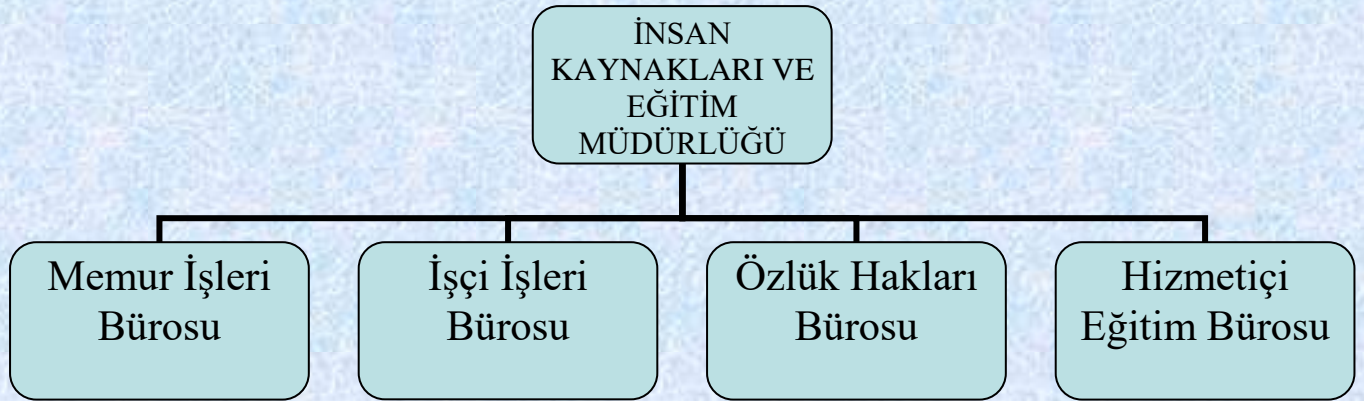 İNSAN
KAYNAKLARI VE
EĞİTİM
MÜDÜRLÜĞÜ
Memur İşleri
Bürosu
İşçi İşleri
Bürosu
Özlük Hakları
Bürosu
Hizmetiçi
Eğitim Bürosu